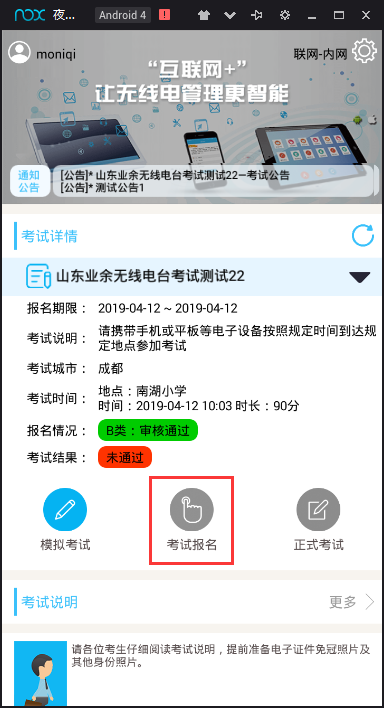 nox 夜... Android 4
moniqi
联网-内网
“互联网+”
让无线电管理更智能
通知
公告
[公告]* 山东业余无线电台考试测试22—考试公告
[公告]* 测试公告1
考试详情
山东业余无线电台考试测试22
报名期限： 2019-04-12 ~ 2019-04-12
考试说明： 请携带手机或平板等电子设备按照规定时间到达规
定地点参加考试
考试城市： 成都
考试时间： 地点：南湖小学
时间：2019-04-12 10:03 时长：90分
报名情况： B类：审核通过
考试结果： 未通过
模拟考试
考试报名
正式考试
考试说明
更多
请各位考生仔细阅读考试说明，提前准备电子证件免冠照片及
其他身份照片。